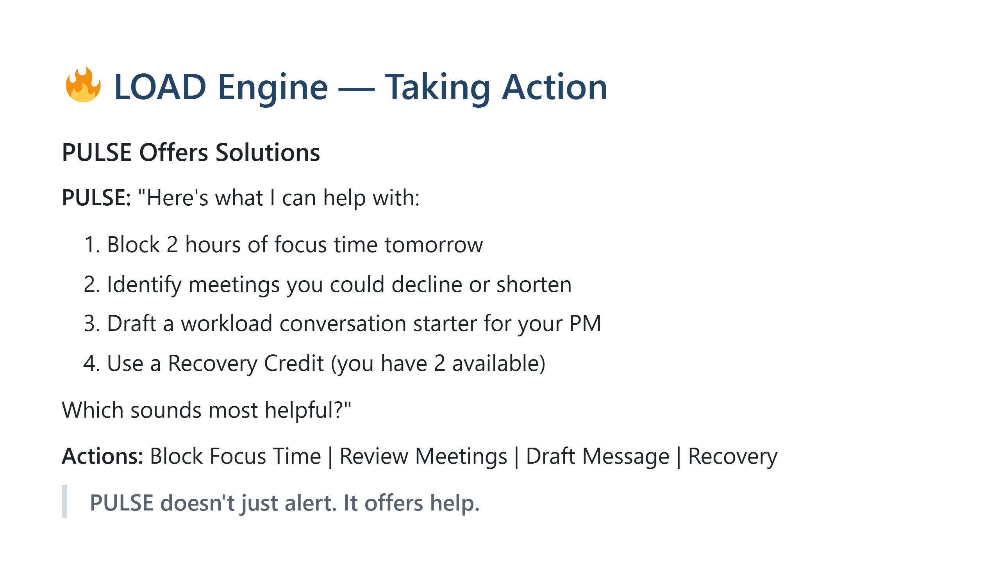 🔥 LOAD Engine — Taking Action
PULSE Offers Solutions
PULSE: "Here's what I can help with:
1. Block 2 hours of focus time tomorrow
2. Identify meetings you could decline or shorten
3. Draft a workload conversation starter for your PM
4. Use a Recovery Credit (you have 2 available)
Which sounds most helpful?"
Actions: Block Focus Time | Review Meetings | Draft Message | Recovery
PULSE doesn't just alert. It offers help.